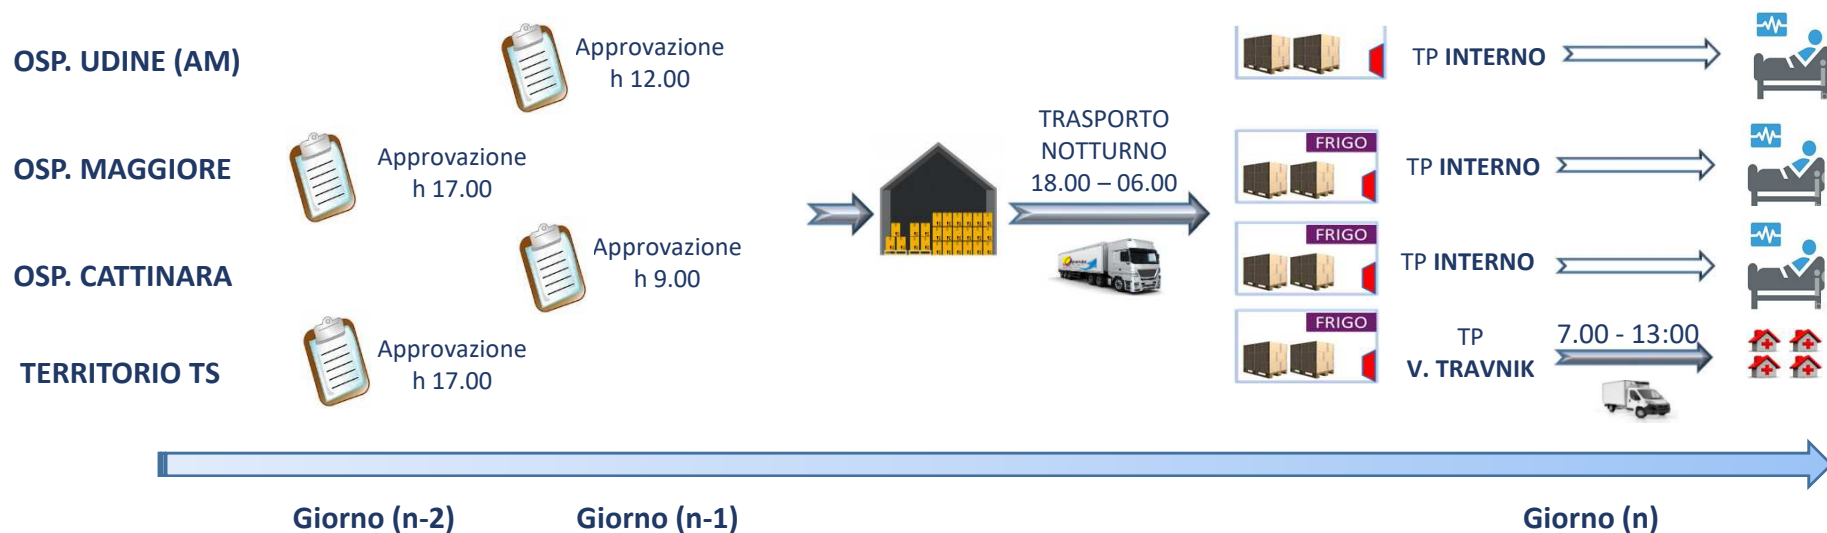 OSP. UDINE (AM)
Approvazione
h 12.00
TP INTERNO
OSP. MAGGIORE
Approvazione
h 17.00
TRASPORTO
NOTTURNO
18.00 – 06.00
FRIGO
TP INTERNO
OSP. CATTINARA
Approvazione
h 9.00
FRIGO
TP INTERNO
TERRITORIO TS
Approvazione
h 17.00
FRIGO
TP
V. TRAVNIK
7.00 - 13:00
Giorno (n-2)
Giorno (n-1)
Giorno (n)